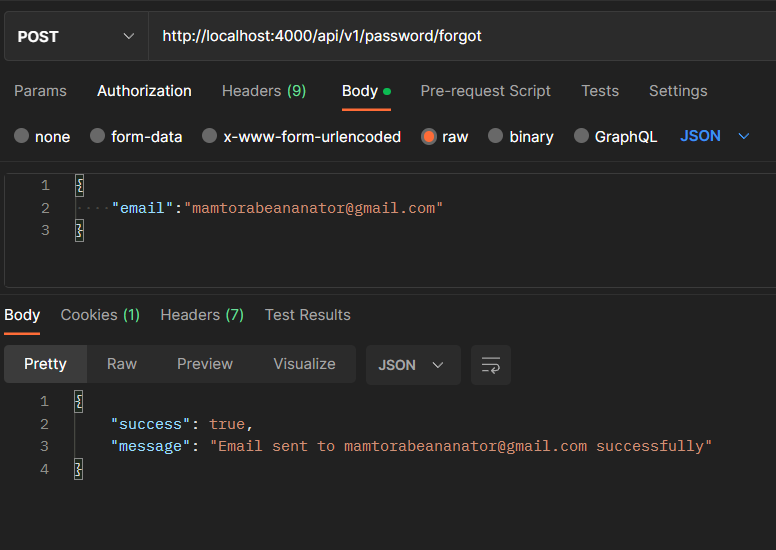 POST http://localhost:4000/api/v1/password/forgot
Params Authorization Headers (9) Body Pre-request Script Tests Settings
none form-data x-www-form-urlencoded raw binary GraphQL JSON
1 {
2 ····"email":"mamtorabeananator@gmail.com"
3 }
Body Cookies (1) Headers (7) Test Results
Pretty Raw Preview Visualize JSON
1 {
2 "success": true,
3 "message": "Email sent to mamtorabeananator@gmail.com successfully"
4 }